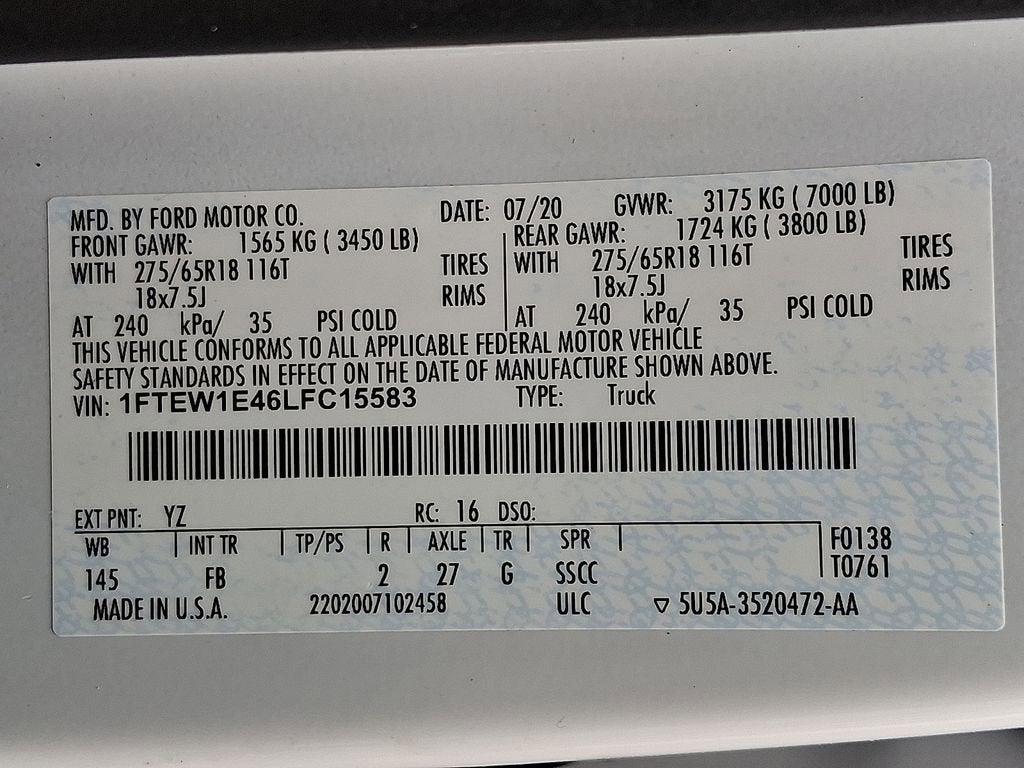 MFD. BY FORD MOTOR CO. DATE: 07/20 GVWR: 3175 KG ( 7000 LB)
FRONT GAWR: 1565 KG ( 3450 LB) REAR GAWR: 1724 KG ( 3800 LB)
WITH 275/65R18 116T TIRES WITH 275/65R18 116T TIRES
18x7.5J RIMS 18x7.5J RIMS
AT 240 kPa/ 35 PSI COLD AT 240 kPa/ 35 PSI COLD
THIS VEHICLE CONFORMS TO ALL APPLICABLE FEDERAL MOTOR VEHICLE
SAFETY STANDARDS IN EFFECT ON THE DATE OF MANUFACTURE SHOWN ABOVE.
VIN: 1FTEW1E46LFC15583 TYPE: Truck
EXT PNT: YZ RC: 16 DSO:
WB INT TR TP/PS R AXLE TR SPR F0138
145 FB 2 27 G SSCC T0761
MADE IN U.S.A. 2202007102458 ULC ▽ 5U5A-3520472-AA